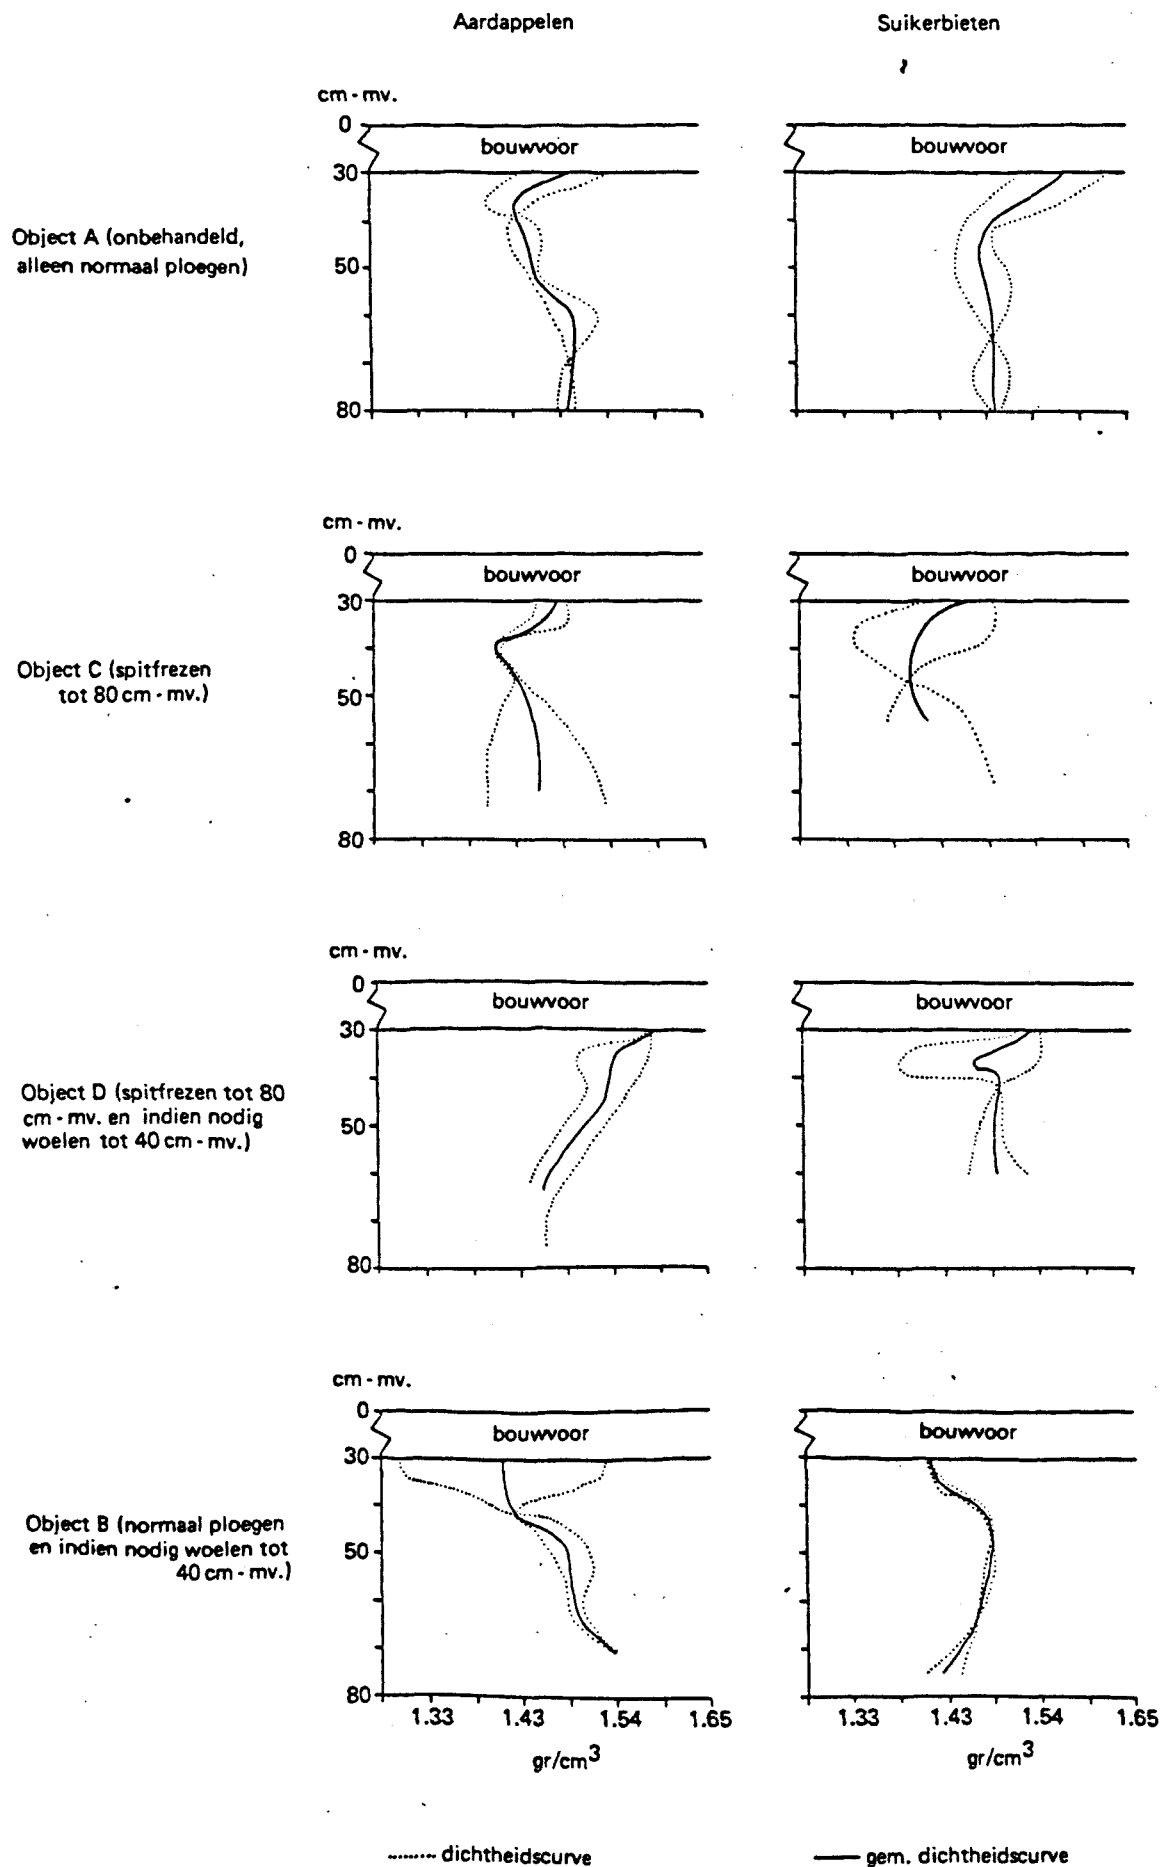 Aardappelen
Suikerbieten
cm - mv.
0
bouwvoor
bouwvoor
30
Object A (onbehandeld,
alleen normaal ploegen)
50
80
cm - mv.
0
bouwvoor
bouwvoor
30
Object C (spitfrezen
tot 80 cm - mv.)
50
80
cm - mv.
0
bouwvoor
bouwvoor
30
Object D (spitfrezen tot 80
cm - mv. en indien nodig
woelen tot 40 cm - mv.)
50
80
cm - mv.
0
bouwvoor
bouwvoor
30
Object B (normaal ploegen
en indien nodig woelen tot
40 cm - mv.)
50
80
1.33 1.43 1.54 1.65
1.33 1.43 1.54 1.65
gr/cm³
gr/cm³
........ dichtheidscurve
—— gem. dichtheidscurve